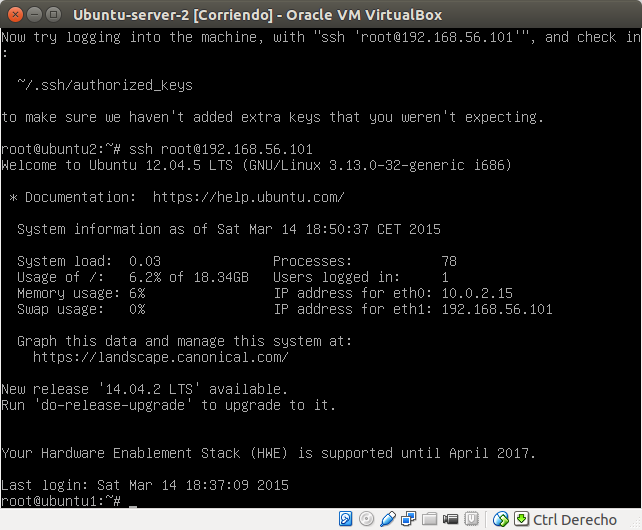 Ubuntu-server-2 [Corriendo] - Oracle VM VirtualBox
Now try logging into the machine, with "ssh 'root@192.168.56.101'", and check in
:
~/.ssh/authorized_keys
to make sure we haven't added extra keys that you weren't expecting.
root@ubuntu2:~# ssh root@192.168.56.101
Welcome to Ubuntu 12.04.5 LTS (GNU/Linux 3.13.0-32-generic i686)
* Documentation:  https://help.ubuntu.com/
System information as of Sat Mar 14 18:50:37 CET 2015
System load:  0.03              Processes:           78
Usage of /:   6.2% of 18.34GB   Users logged in:     1
Memory usage: 6%                IP address for eth0: 10.0.2.15
Swap usage:   0%                IP address for eth1: 192.168.56.101
Graph this data and manage this system at:
https://landscape.canonical.com/
New release '14.04.2 LTS' available.
Run 'do-release-upgrade' to upgrade to it.
Your Hardware Enablement Stack (HWE) is supported until April 2017.
Last login: Sat Mar 14 18:37:09 2015
root@ubuntu1:~# _
Ctrl Derecho